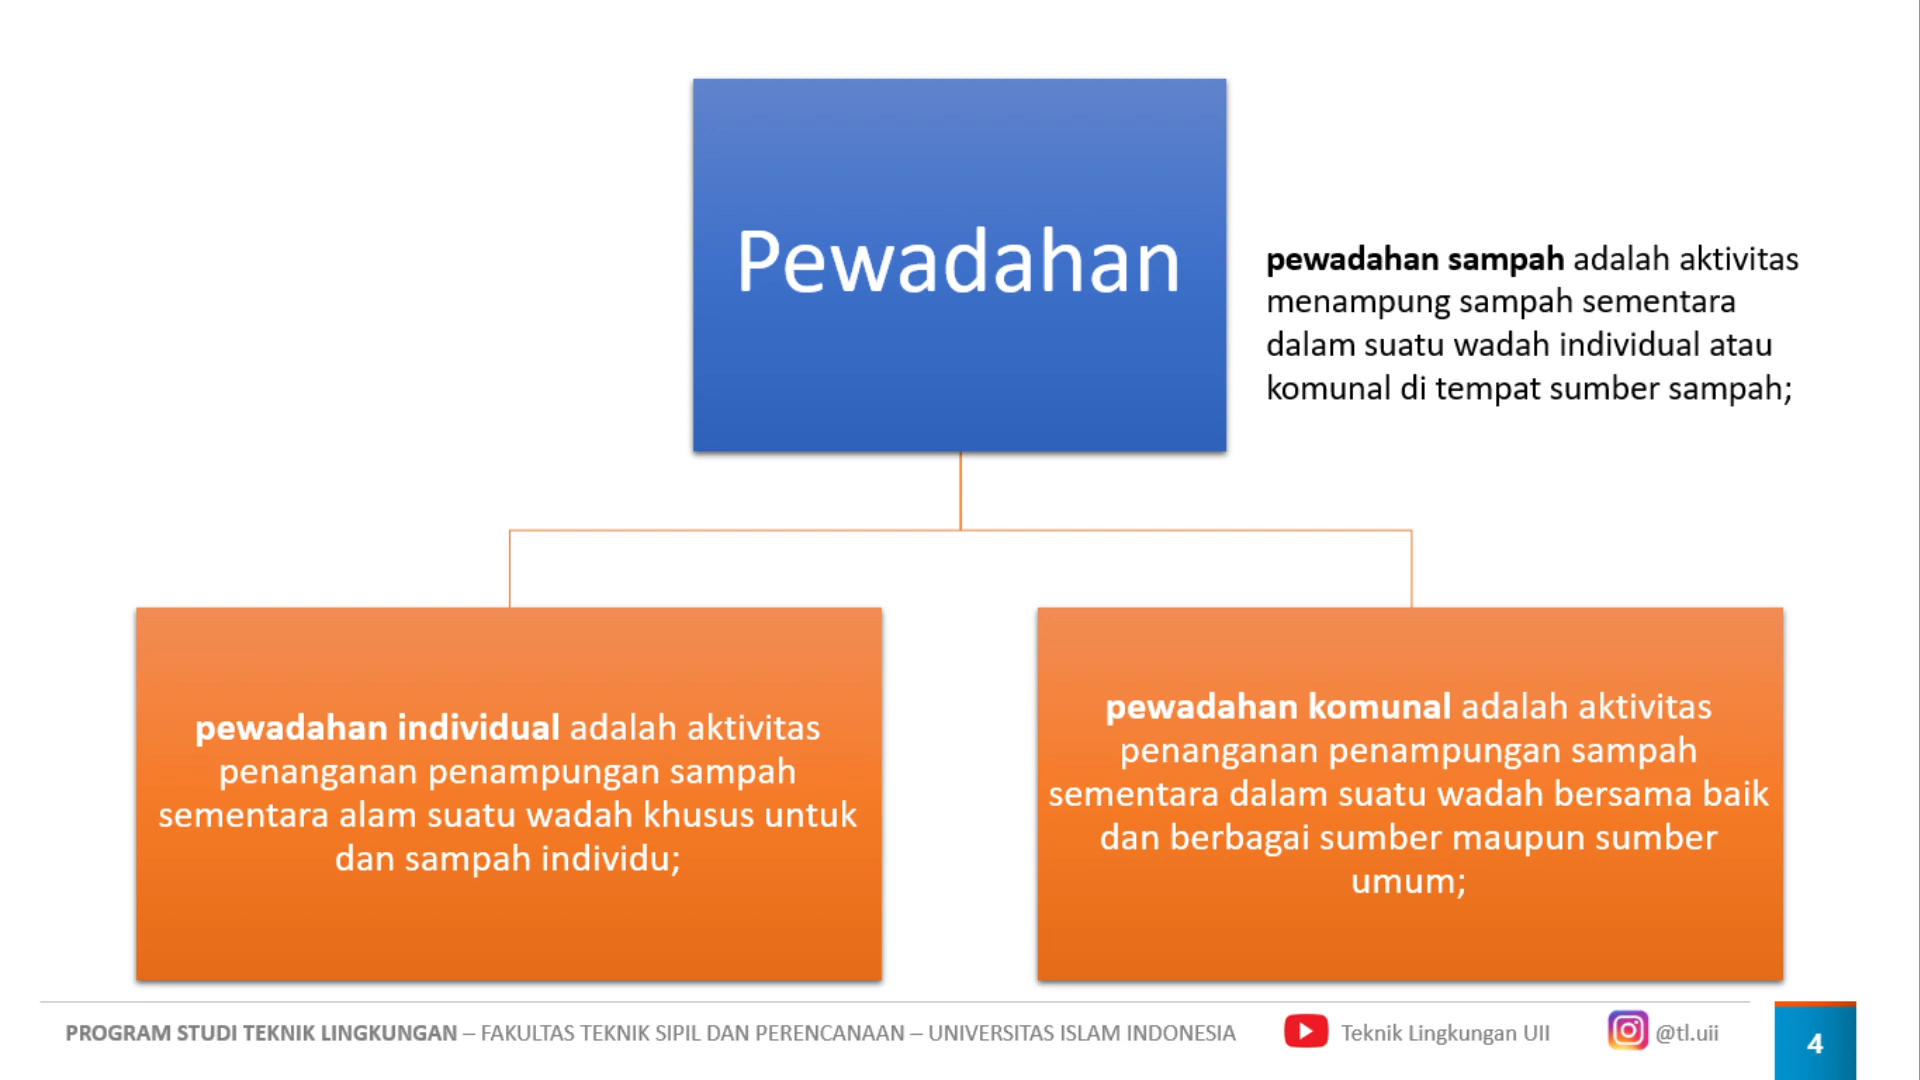 Pewadahan
pewadahan sampah adalah aktivitas
menampung sampah sementara
dalam suatu wadah individual atau
komunal di tempat sumber sampah;
pewadahan individual adalah aktivitas
penanganan penampungan sampah
sementara alam suatu wadah khusus untuk
dan sampah individu;
pewadahan komunal adalah aktivitas
penanganan penampungan sampah
sementara dalam suatu wadah bersama baik
dan berbagai sumber maupun sumber
umum;
PROGRAM STUDI TEKNIK LINGKUNGAN – FAKULTAS TEKNIK SIPIL DAN PERENCANAAN – UNIVERSITAS ISLAM INDONESIA
Teknik Lingkungan UII
@tl.uii
4